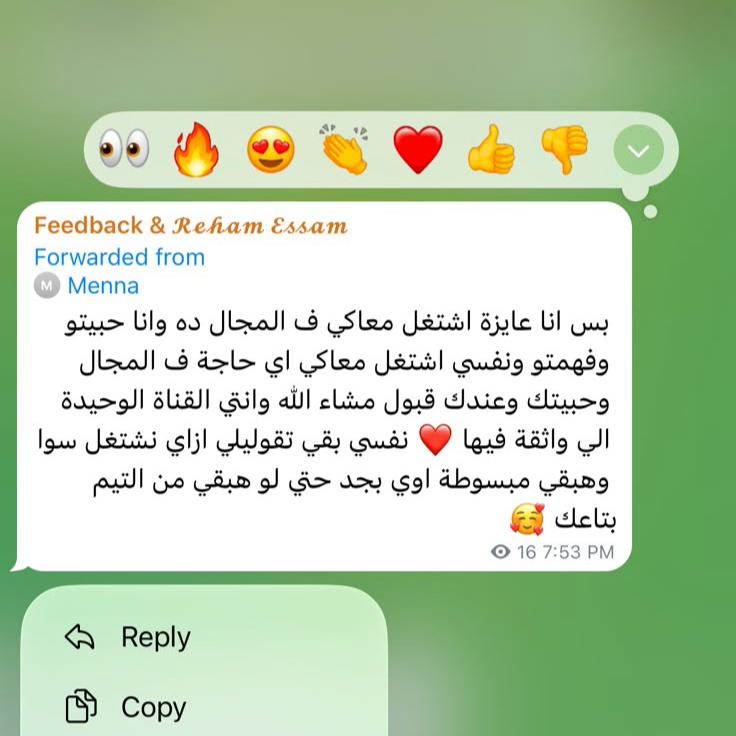 Feedback & Reham Essam
Forwarded from
M Menna
بس انا عايزة اشتغل معاكي ف المجال ده وانا حبيتو
وفهمتو ونفسي اشتغل معاكي اي حاجة ف المجال
وحبيتك وعندك قبول مشاء الله وانتي القناة الوحيدة
الي واثقة فيها ❤️ نفسي بقي تقوليلي ازاي نشتغل سوا
وهبقي مبسوطة اوي بجد حتي لو هبقي من التيم
بتاعك 🥰
16 7:53 PM
Reply
Copy